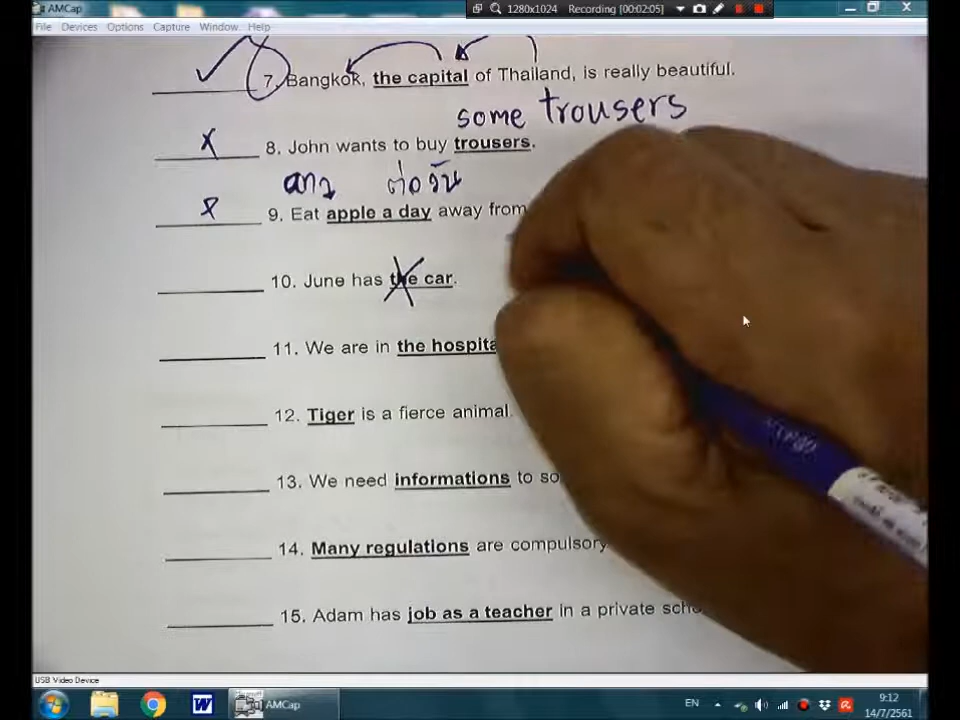 AMCap
1280x1024 Recording [00:02:05]
File Devices Options Capture Window Help
7. Bangkok, the capital of Thailand, is really beautiful.
some trousers
x 8. John wants to buy trousers.
ต่อวัน
x 9. Eat apple a day away from
10. June has the car.
11. We are in the hospita
12. Tiger is a fierce animal.
13. We need informations to so
14. Many regulations are compulsory
15. Adam has job as a teacher in a private scho
USB Video Device
AMCap
EN
9:12
14/7/2561